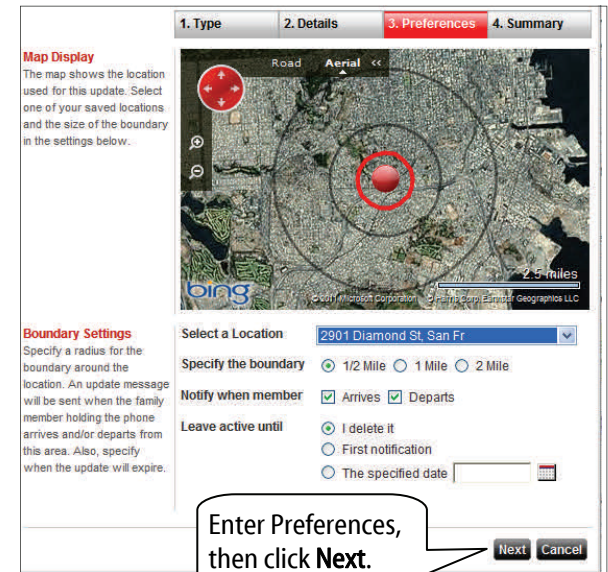 1. Type 2. Details 3. Preferences 4. Summary
Map Display
The map shows the location
used for this update. Select
one of your saved locations
and the size of the boundary
in the settings below.
Road Aerial <<
2.5 miles
bing
© 2011 Microsoft Corporation © Harris Corp, Earthstar Geographics LLC
Boundary Settings
Specify a radius for the
boundary around the
location. An update message
will be sent when the family
member holding the phone
arrives and/or departs from
this area. Also, specify
when the update will expire.
Select a Location 2901 Diamond St, San Fr
Specify the boundary 1/2 Mile 1 Mile 2 Mile
Notify when member Arrives Departs
Leave active until I delete it
First notification
The specified date
Enter Preferences,
then click Next.
Next Cancel